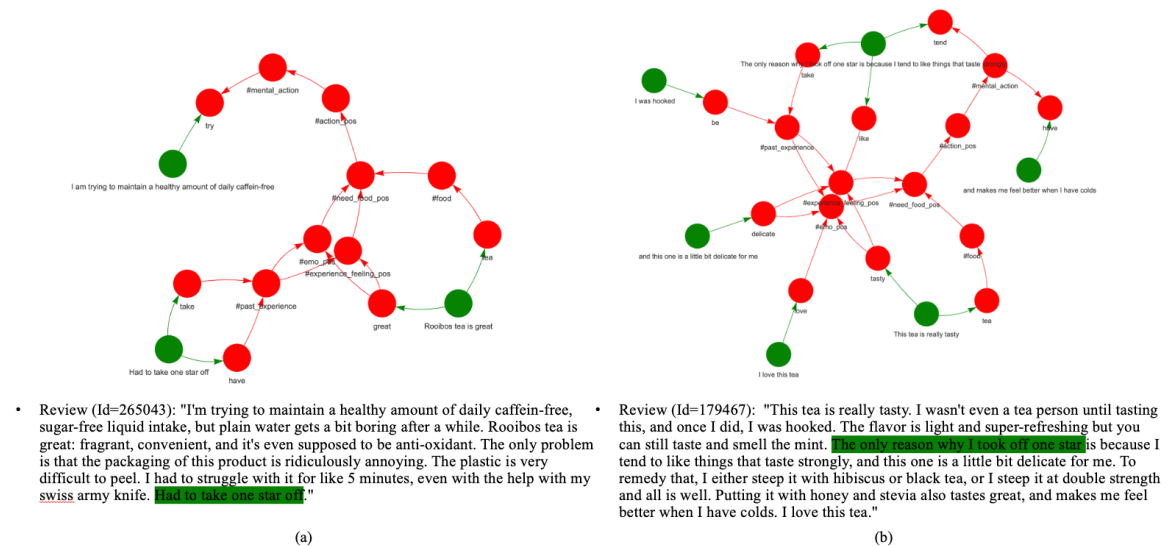 #mental_action
try
#action_pos
I am trying to maintain a healthy amount of daily caffein-free
#need_food_pos
#food
#emo_pos
#experience_feeling_pos
tea
take
#past_experience
great
Rooibos tea is great
Had to take one star off
have
tend
The only reason why I took off one star is because I tend to like things that taste strongly
take
#mental_action
I was hooked
be
#past_experience
like
#action_pos
have
and makes me feel better when I have colds
#experience_feeling_pos
#need_food_pos
#emo_pos
delicate
and this one is a little bit delicate for me
#food
tasty
love
tea
This tea is really tasty
I love this tea
• Review (Id=265043): "I'm trying to maintain a healthy amount of daily caffein-free,
sugar-free liquid intake, but plain water gets a bit boring after a while. Rooibos tea is
great: fragrant, convenient, and it's even supposed to be anti-oxidant. The only problem
is that the packaging of this product is ridiculously annoying. The plastic is very
difficult to peel. I had to struggle with it for like 5 minutes, even with the help with my
swiss army knife. Had to take one star off."
(a)
• Review (Id=179467): "This tea is really tasty. I wasn't even a tea person until tasting
this, and once I did, I was hooked. The flavor is light and super-refreshing but you
can still taste and smell the mint. The only reason why I took off one star is because I
tend to like things that taste strongly, and this one is a little bit delicate for me. To
remedy that, I either steep it with hibiscus or black tea, or I steep it at double strength
and all is well. Putting it with honey and stevia also tastes great, and makes me feel
better when I have colds. I love this tea."
(b)